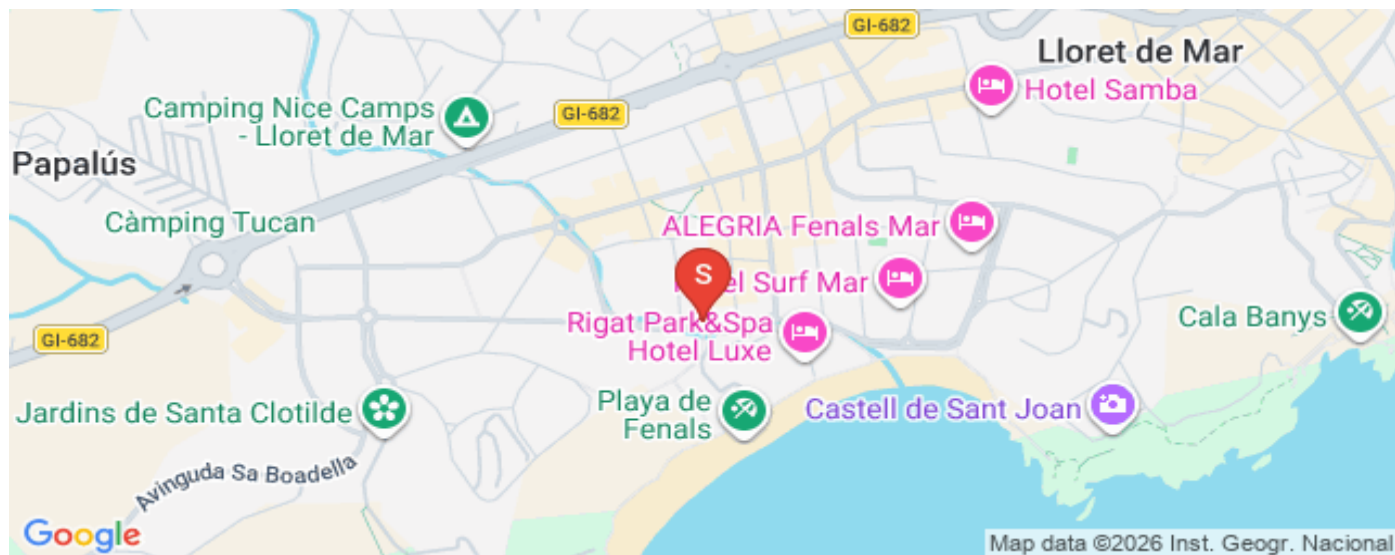 GI-682
Lloret de Mar
Hotel Samba
Camping Nice Camps
- Lloret de Mar
GI-682
Papalús
Càmping Tucan
ALEGRIA Fenals Mar
S
el Surf Mar
Rigat Park&Spa
Hotel Luxe
Cala Banys
GI-682
Jardins de Santa Clotilde
Playa de
Fenals
Castell de Sant Joan
Avinguda Sa Boadella
Google
Map data ©2026 Inst. Geogr. Nacional